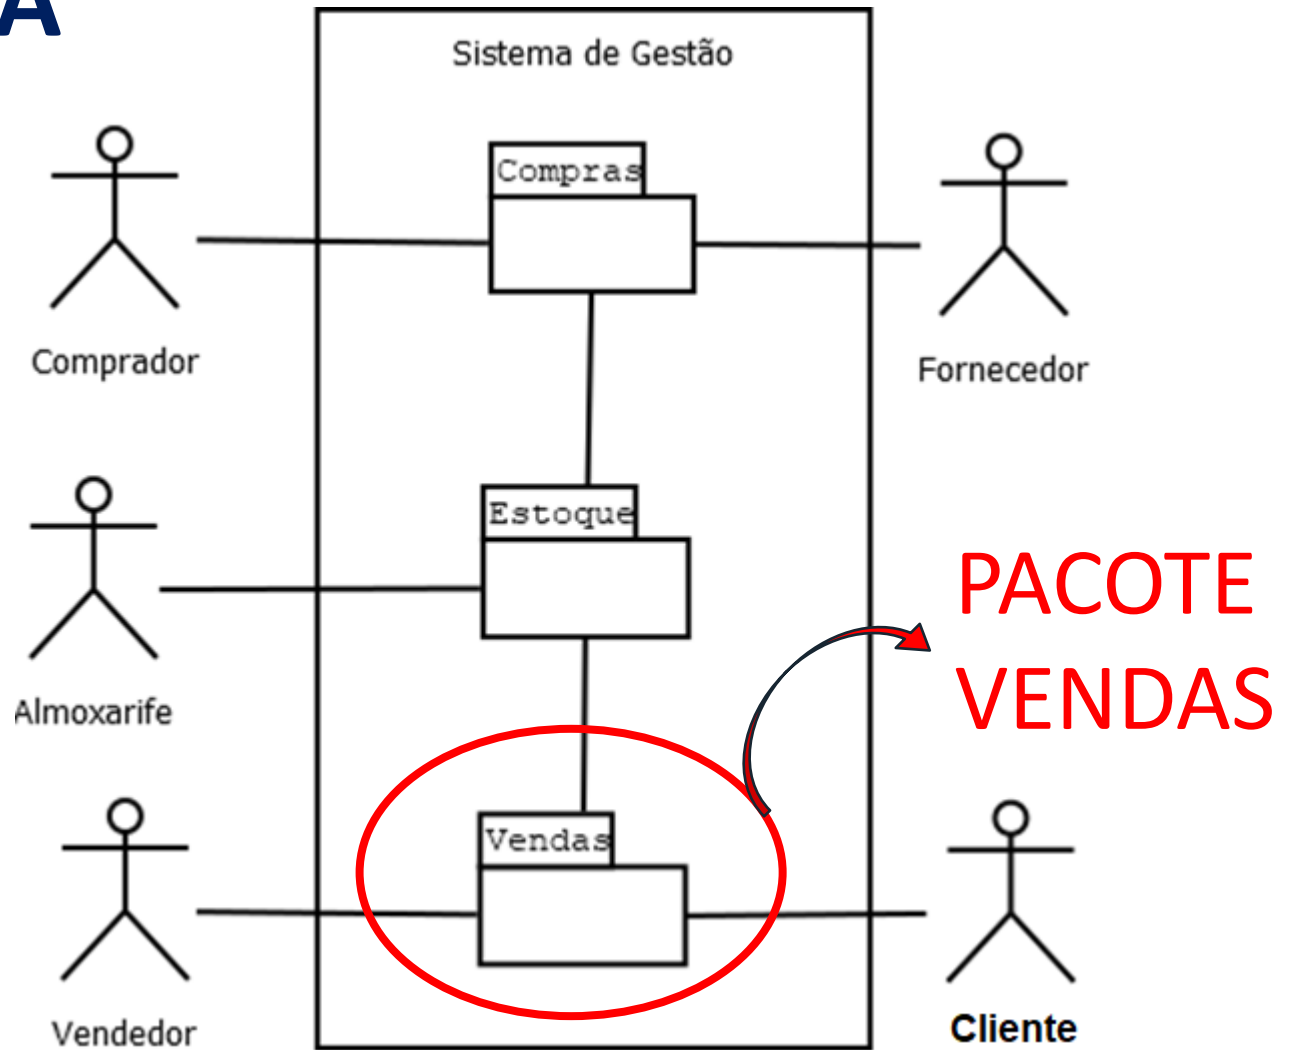 A
Sistema de Gestão
Compras
Comprador
Fornecedor
Estoque
PACOTE
VENDAS
Almoxarife
Vendas
Vendedor
Cliente